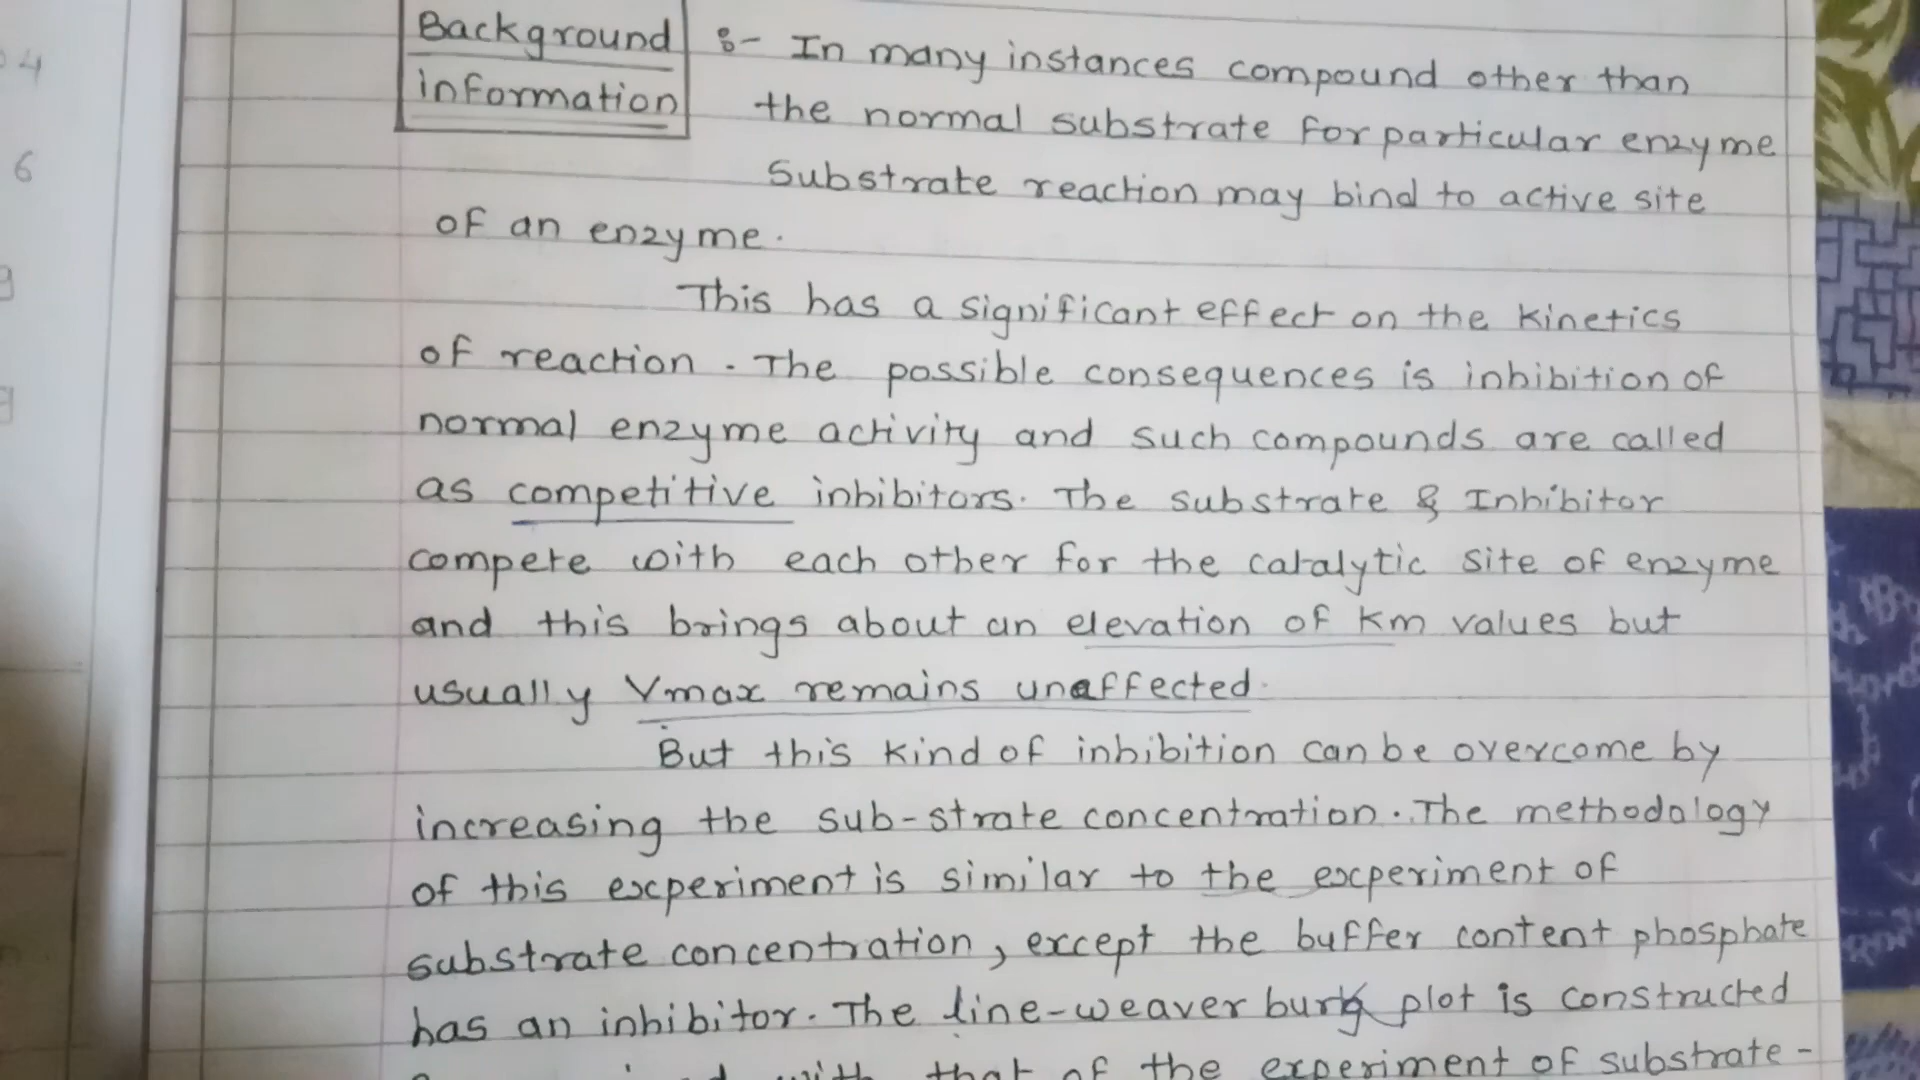 Background :- In many instances compound other than
information the normal substrate for particular enzyme
substrate reaction may bind to active site
of an enzyme.
This has a significant effect on the kinetics
of reaction. The possible consequences is inhibition of
normal enzyme activity and such compounds are called
as competitive inhibitors. The substrate & Inhibitor
compete with each other for the catalytic site of enzyme
and this brings about an elevation of Km values but
usually Vmax remains unaffected.
But this kind of inhibition can be overcome by
increasing the sub-strate concentration. The methodology
of this experiment is similar to the experiment of
substrate concentration, except the buffer content phosphate
has an inhibitor. The line-weaver burk plot is constructed
with that of the experiment of substrate-
04
6